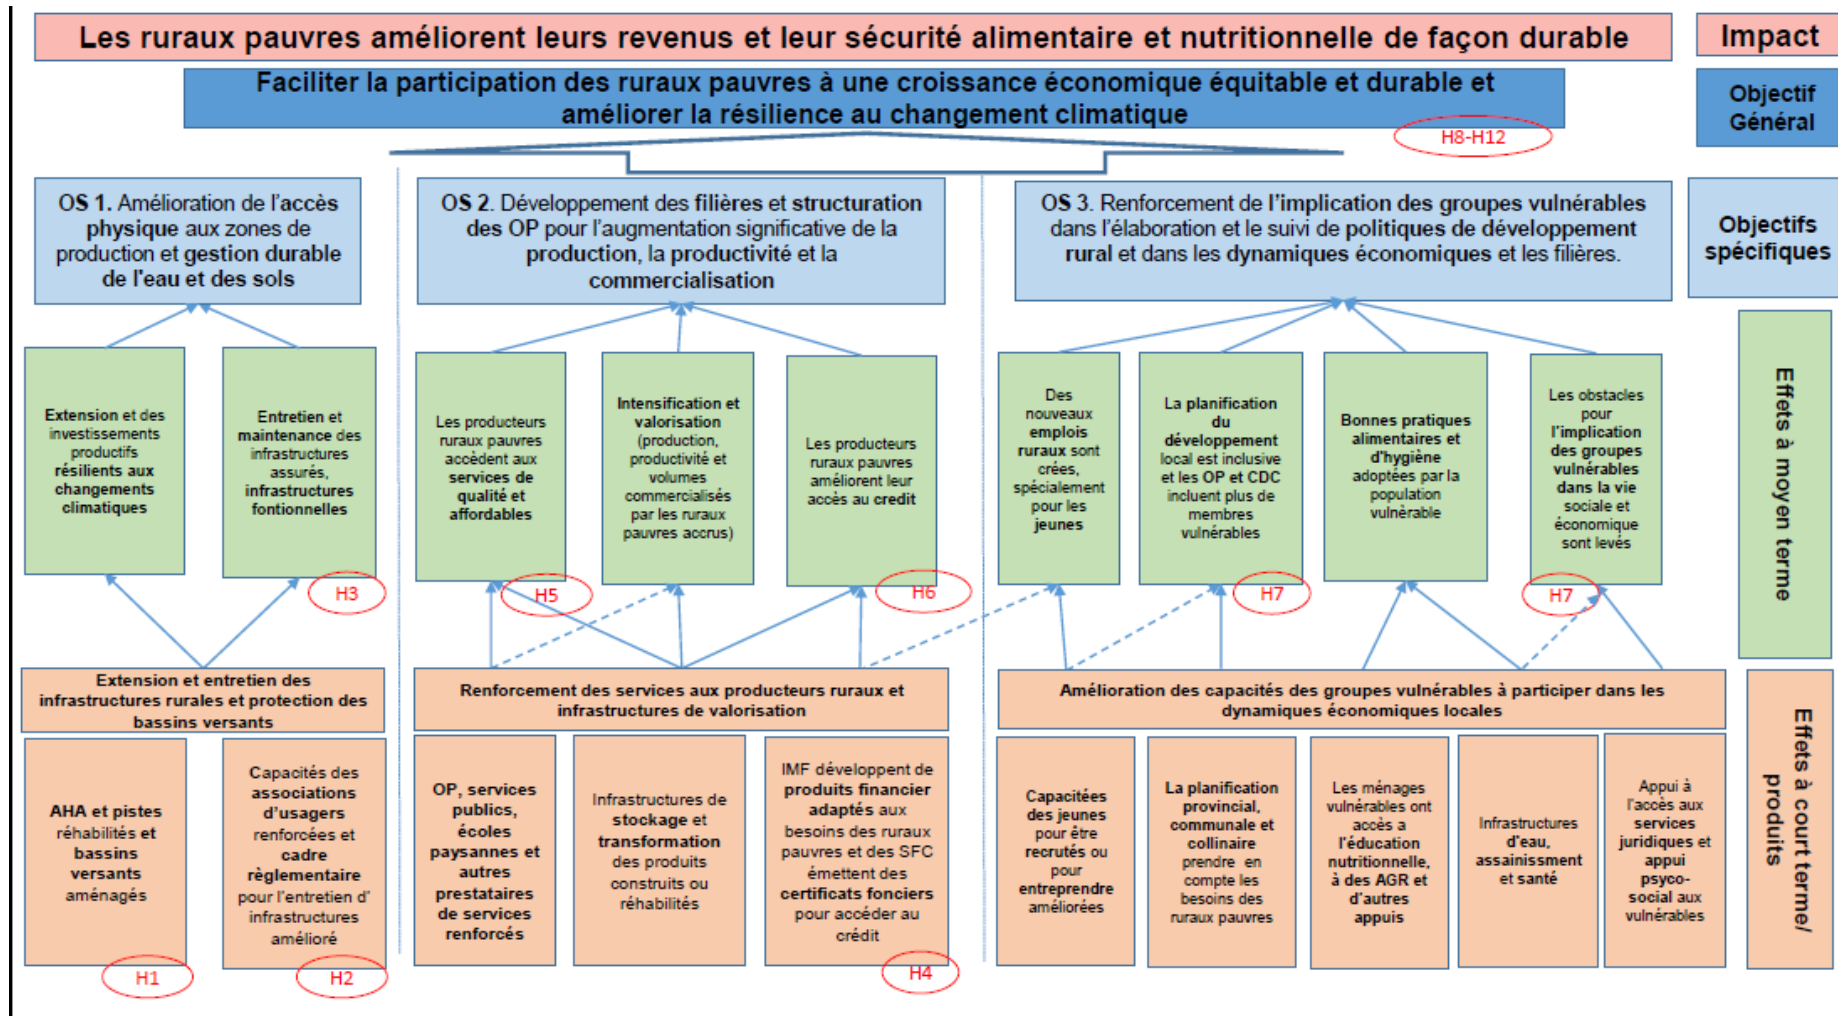 Les ruraux pauvres améliorent leurs revenus et leur sécurité alimentaire et nutritionnelle de façon durable
Impact
Faciliter la participation des ruraux pauvres à une croissance économique équitable et durable et
améliorer la résilience au changement climatique
Objectif
Général
H8-H12
OS 1. Amélioration de l'accès
physique aux zones de
production et gestion durable
de l'eau et des sols
OS 2. Développement des filières et structuration
des OP pour l'augmentation significative de la
production, la productivité et la
commercialisation
OS 3. Renforcement de l'implication des groupes vulnérables
dans l'élaboration et le suivi de politiques de développement
rural et dans les dynamiques économiques et les filières.
Objectifs
spécifiques
Extension et des
investissements
productifs
résilients aux
changements
climatiques
Entretien et
maintenance des
infrastructures
assurés,
infrastructures
fontionnelles
H3
Les producteurs
ruraux pauvres
accèdent aux
services de
qualité et
affordables
H5
Intensification et
valorisation
(production,
productivité et
volumes
commercialisés
par les ruraux
pauvres accrus)
Les producteurs
ruraux pauvres
améliorent leur
accès au credit
H6
Des
nouveaux
emplois
ruraux sont
crées,
spécialement
pour les
jeunes
La planification
du
développement
local est inclusive
et les OP et CDC
incluent plus de
membres
vulnérables
H7
Bonnes pratiques
alimentaires et
d'hygiène
adoptées par la
population
vulnèrable
Les obstacles
pour
l'implication
des groupes
vulnérables
dans la vie
sociale et
économique
sont levés
H7
Effets à moyen terme
Extension et entretien des
infrastructures rurales et protection des
bassins versants
Renforcement des services aux producteurs ruraux et
infrastructures de valorisation
Amélioration des capacités des groupes vulnérables à participer dans les
dynamiques économiques locales
AHA et pistes
réhabilités et
bassins
versants
aménagés
H1
Capacités des
associations
d'usagers
renforcées et
cadre
règlementaire
pour l'entretien d'
infrastructures
amélioré
H2
OP, services
publics,
écoles
paysannes et
autres
prestataires
de services
renforcés
Infrastructures de
stockage et
transformation
des produits
construits ou
réhabilités
IMF développent de
produits financier
adaptés aux
besoins des ruraux
pauvres et des SFC
émettent des
certificats fonciers
pour accéder au
crédit
H4
Capacitées
des jeunes
pour être
recrutés ou
pour
entreprendre
améliorées
La planification
provincial,
communale et
collinaire
prendre en
compte les
besoins des
ruraux pauvres
Les ménages
vulnérables ont
accès a
l'éducation
nutritionnelle,
à des AGR et
d'autres
appuis
Infrastructures
d'eau,
assainissment
et santé
Appui à
l'accès aux
services
juridiques et
appui
psyco-
social aux
vulnérables
Effets à court terme/
produits